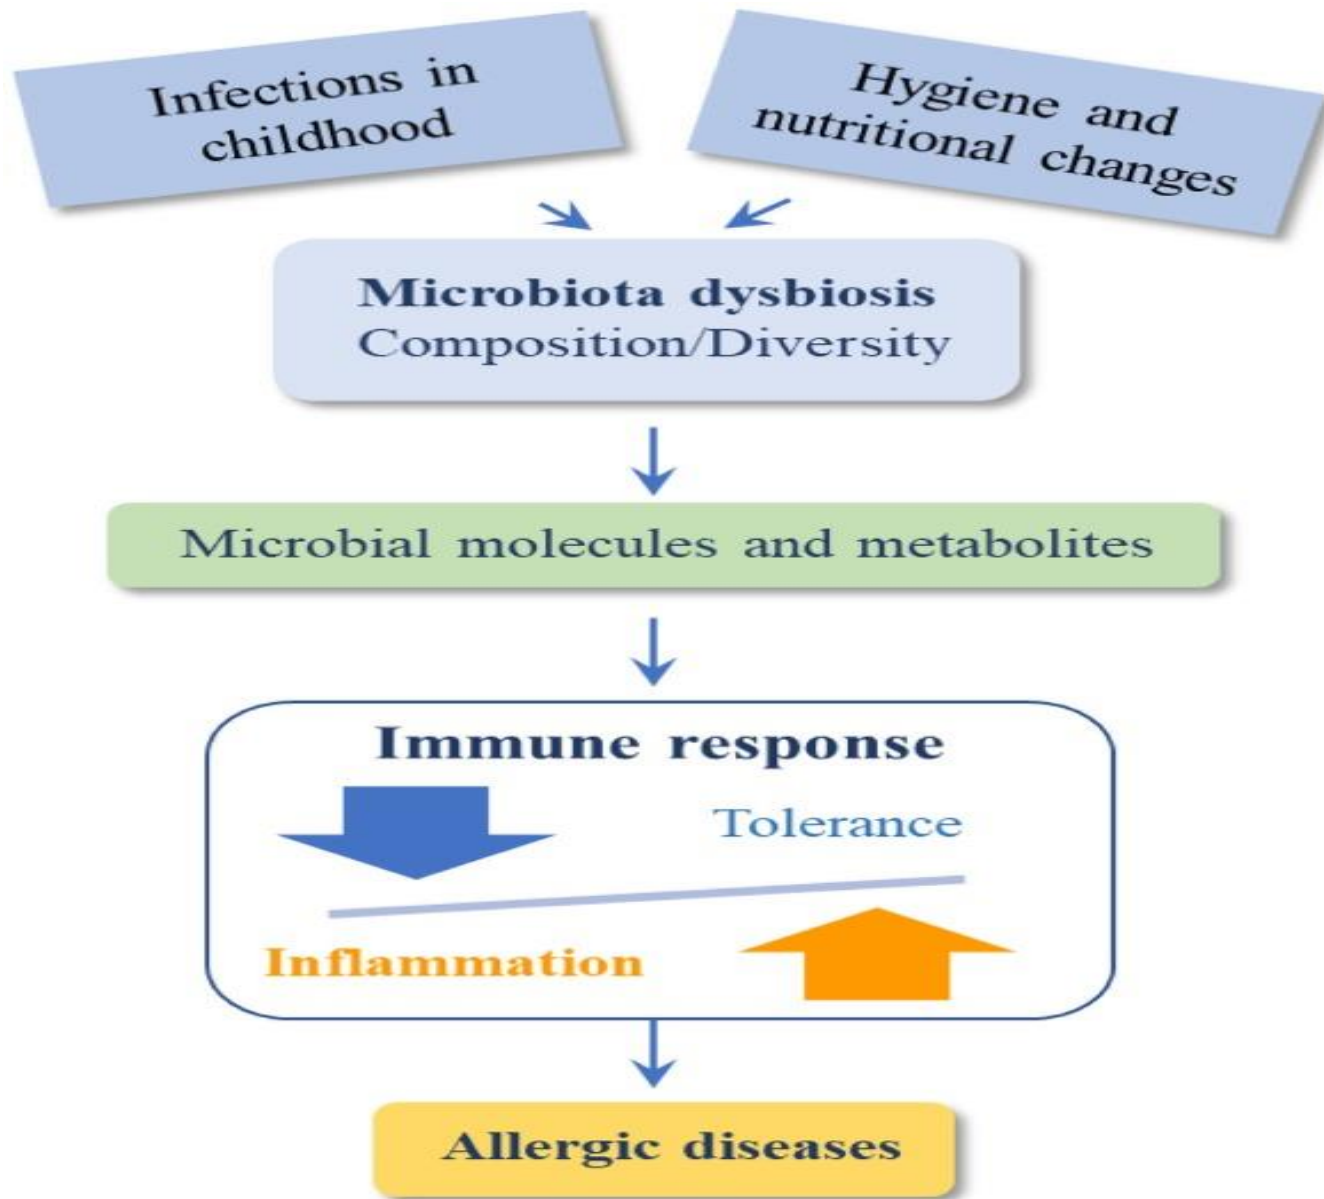 Infections in
childhood
Hygiene and
nutritional changes
Microbiota dysbiosis
Composition/Diversity
Microbial molecules and metabolites
Immune response
Tolerance
Inflammation
Allergic diseases